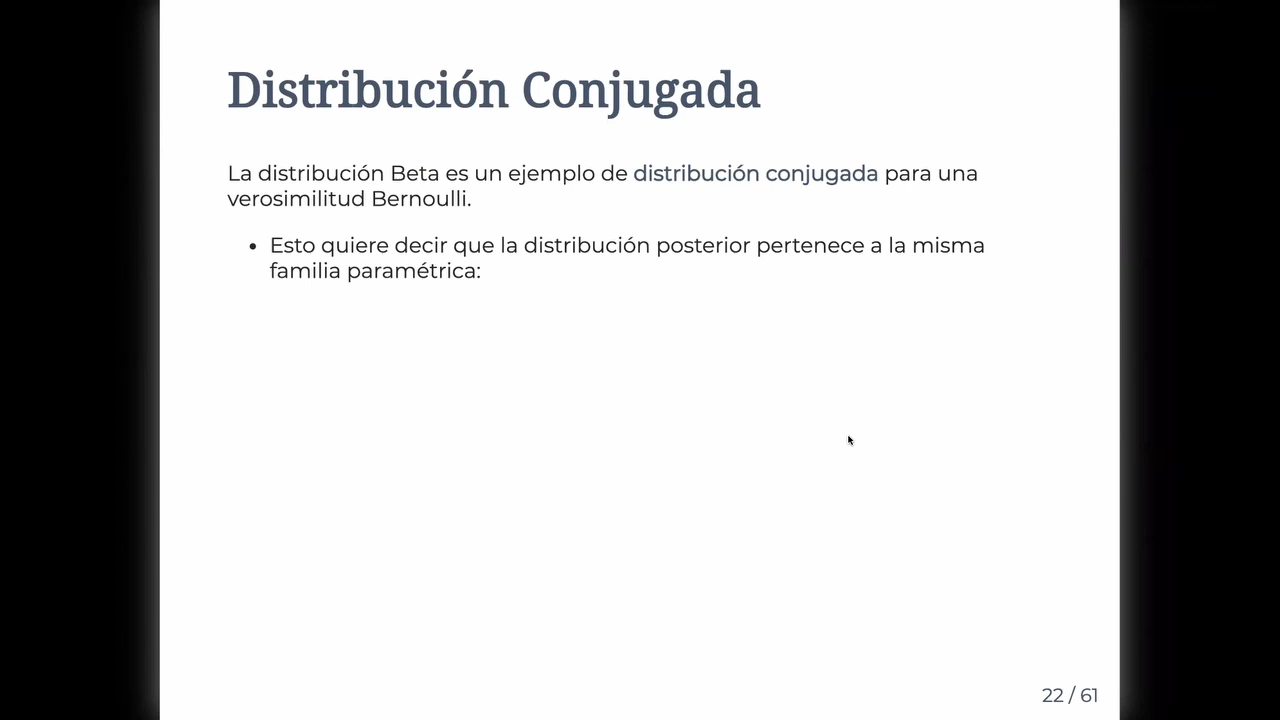 Distribución Conjugada
La distribución Beta es un ejemplo de distribución conjugada para una
verosimilitud Bernoulli.
• Esto quiere decir que la distribución posterior pertenece a la misma
familia paramétrica:
22 / 61